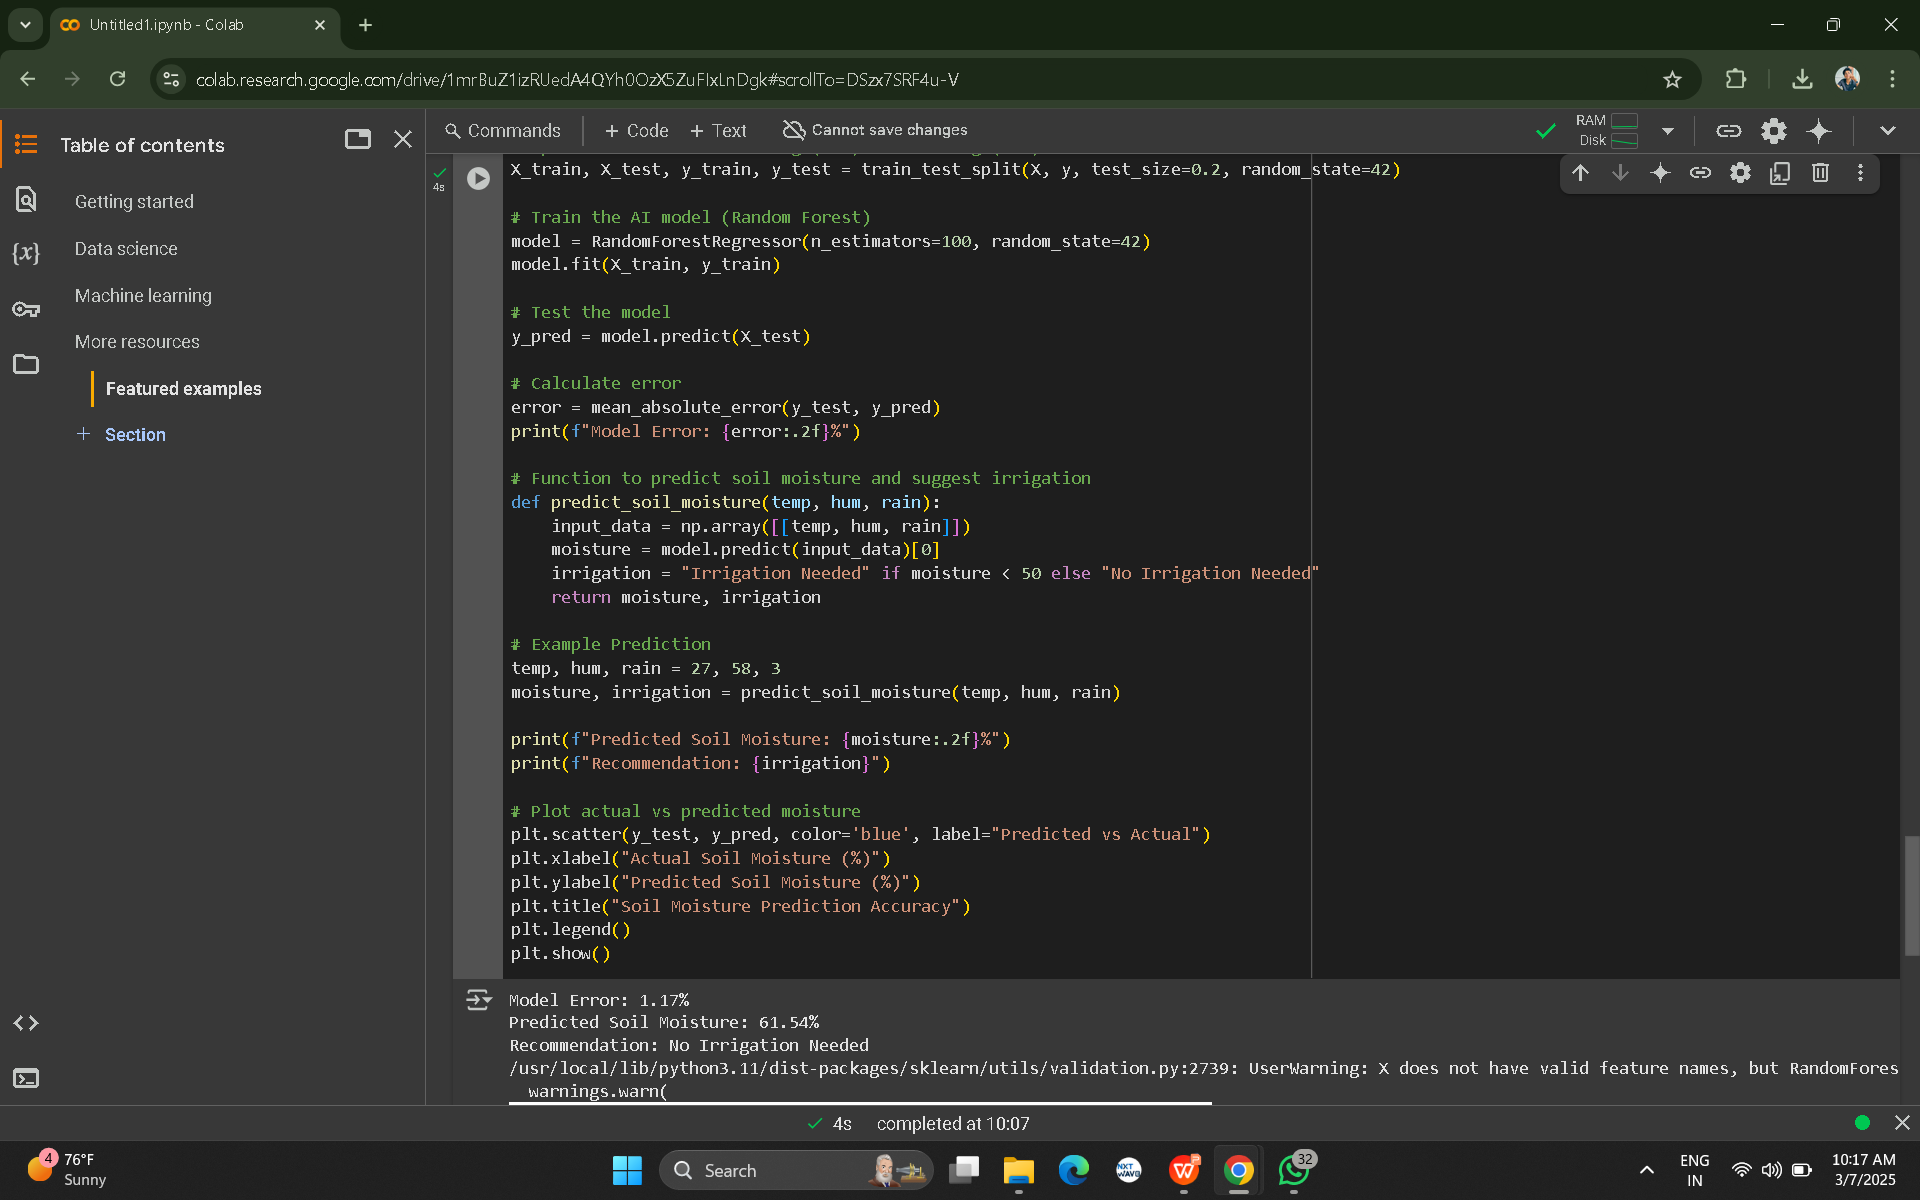 Untitled1.ipynb - Colab
colab.research.google.com/drive/1mrBuZ1izRUedA4QYh0OzX5ZuFIxLnDgk#scrollTo=DSzx7SRF4u-V
Table of contents
Getting started
Data science
Machine learning
More resources
Featured examples
+ Section
Commands
+ Code
+ Text
Cannot save changes
RAM
Disk
4s
X_train, X_test, y_train, y_test = train_test_split(X, y, test_size=0.2, random_state=42)
# Train the AI model (Random Forest)
model = RandomForestRegressor(n_estimators=100, random_state=42)
model.fit(X_train, y_train)
# Test the model
y_pred = model.predict(X_test)
# Calculate error
error = mean_absolute_error(y_test, y_pred)
print(f"Model Error: {error:.2f}%")
# Function to predict soil moisture and suggest irrigation
def predict_soil_moisture(temp, hum, rain):
    input_data = np.array([[temp, hum, rain]])
    moisture = model.predict(input_data)[0]
    irrigation = "Irrigation Needed" if moisture < 50 else "No Irrigation Needed"
    return moisture, irrigation
# Example Prediction
temp, hum, rain = 27, 58, 3
moisture, irrigation = predict_soil_moisture(temp, hum, rain)
print(f"Predicted Soil Moisture: {moisture:.2f}%")
print(f"Recommendation: {irrigation}")
# Plot actual vs predicted moisture
plt.scatter(y_test, y_pred, color='blue', label="Predicted vs Actual")
plt.xlabel("Actual Soil Moisture (%)")
plt.ylabel("Predicted Soil Moisture (%)")
plt.title("Soil Moisture Prediction Accuracy")
plt.legend()
plt.show()
Model Error: 1.17%
Predicted Soil Moisture: 61.54%
Recommendation: No Irrigation Needed
/usr/local/lib/python3.11/dist-packages/sklearn/utils/validation.py:2739: UserWarning: X does not have valid feature names, but RandomFores
  warnings.warn(
4s completed at 10:07
4
76°F
Sunny
Search
NXT
WAVE
32
ENG
IN
10:17 AM
3/7/2025